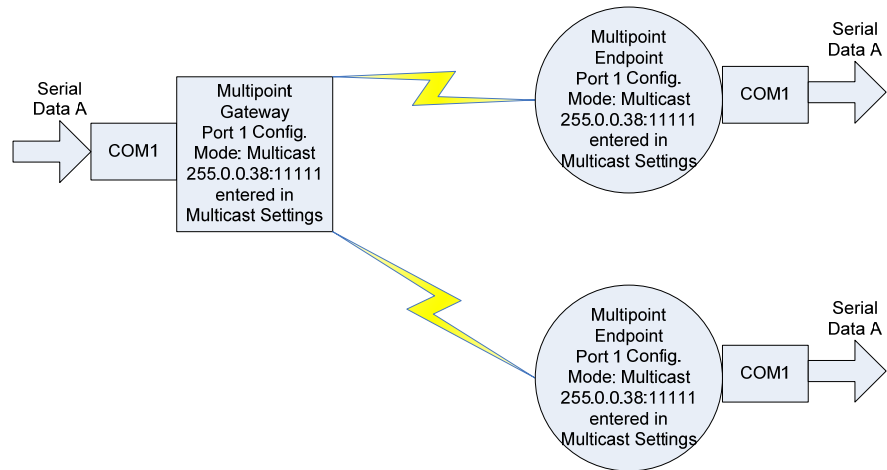 Serial
Data A
COM1
Multipoint
Gateway
Port 1 Config.
Mode: Multicast
255.0.0.38:11111
entered in
Multicast Settings
Multipoint
Endpoint
Port 1 Config.
Mode: Multicast
255.0.0.38:11111
entered in
Multicast Settings
COM1
Serial
Data A
Multipoint
Endpoint
Port 1 Config.
Mode: Multicast
255.0.0.38:11111
entered in
Multicast Settings
COM1
Serial
Data A